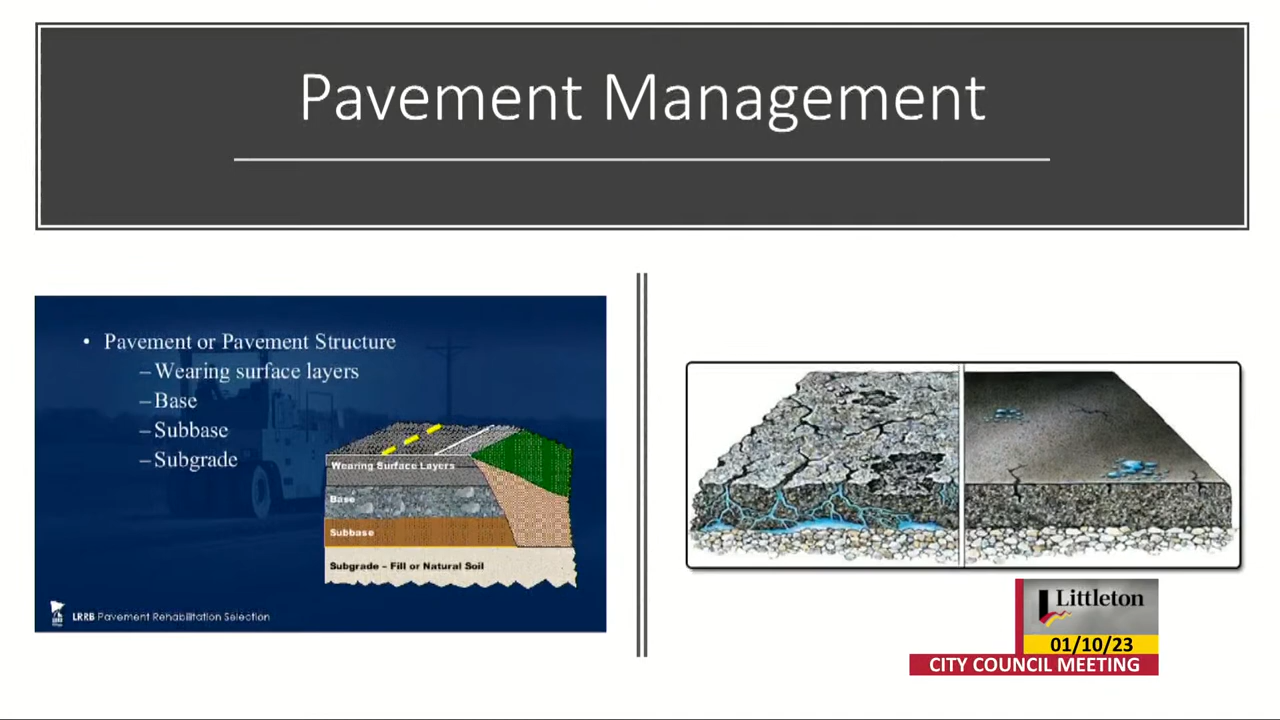 Pavement Management
• Pavement or Pavement Structure
– Wearing surface layers
– Base
– Subbase
– Subgrade
Wearing Surface Layers
Base
Subbase
Subgrade – Fill or Natural Soil
LRRB Pavement Rehabilitation Selection
Littleton
01/10/23
CITY COUNCIL MEETING